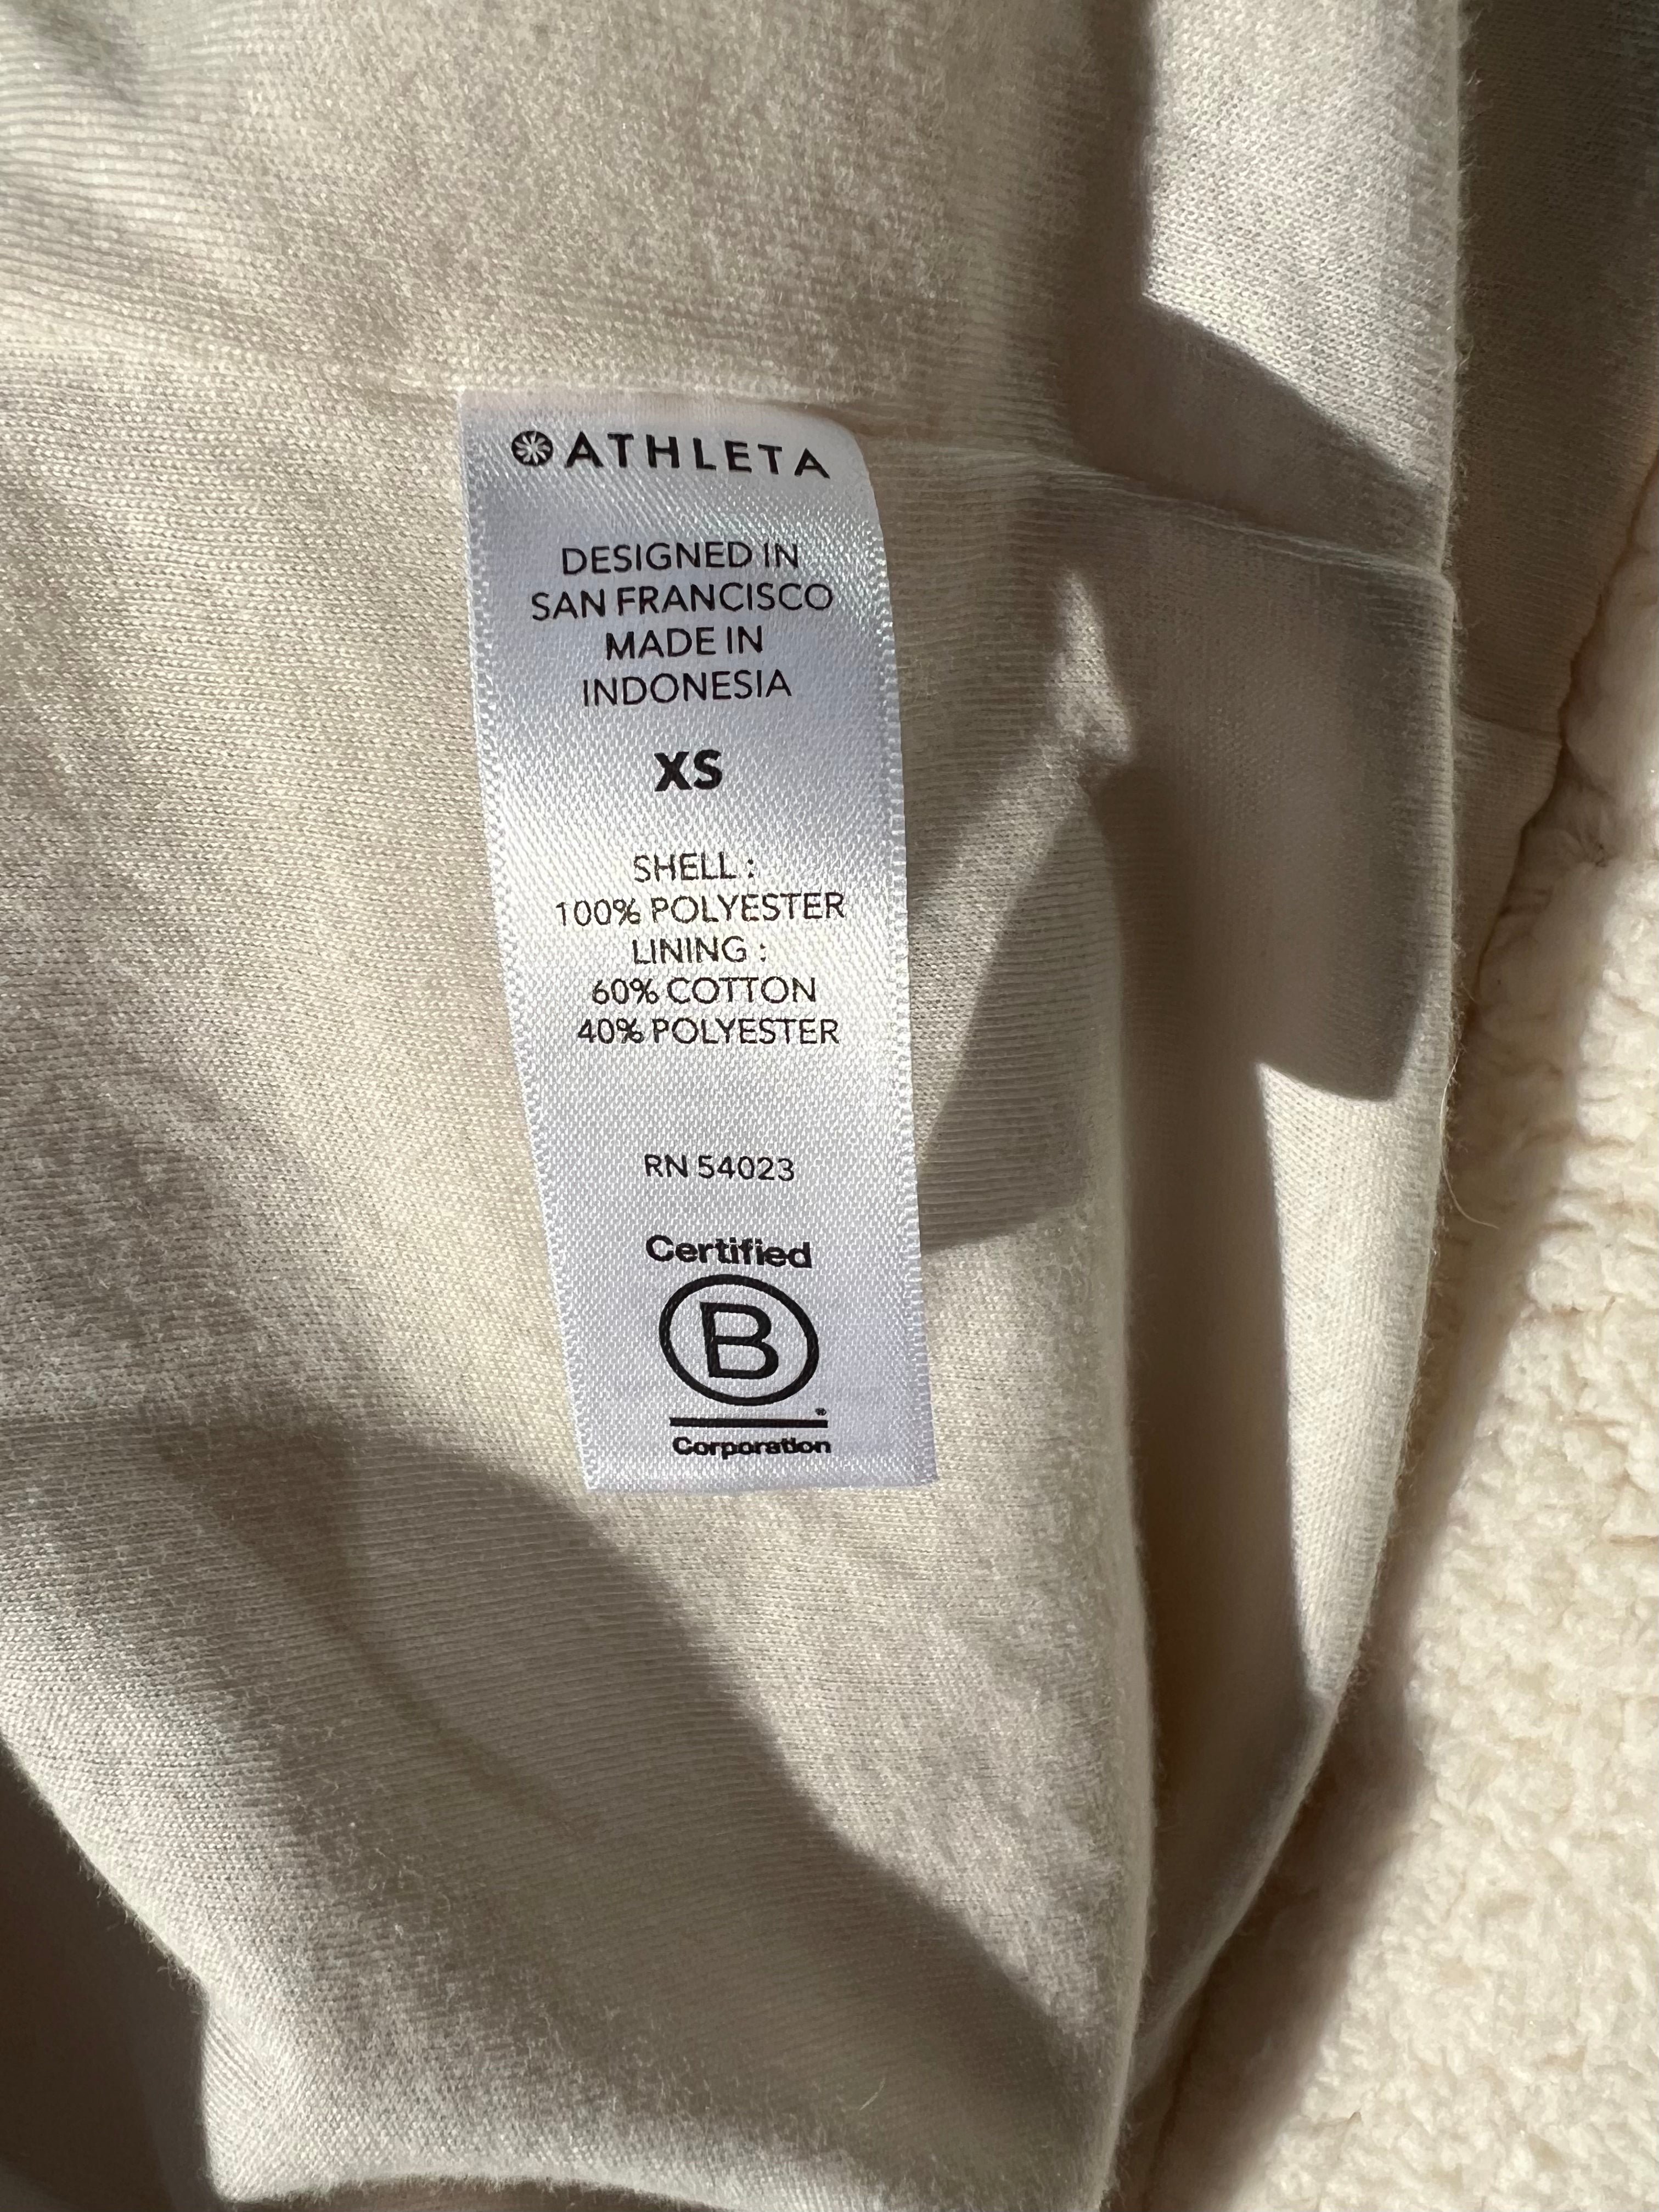 ATHLETA
DESIGNED IN
SAN FRANCISCO
MADE IN
INDONESIA
XS
SHELL :
100% POLYESTER
LINING :
60% COTTON
40% POLYESTER
RN 54023
Certified
B
®
Corporation